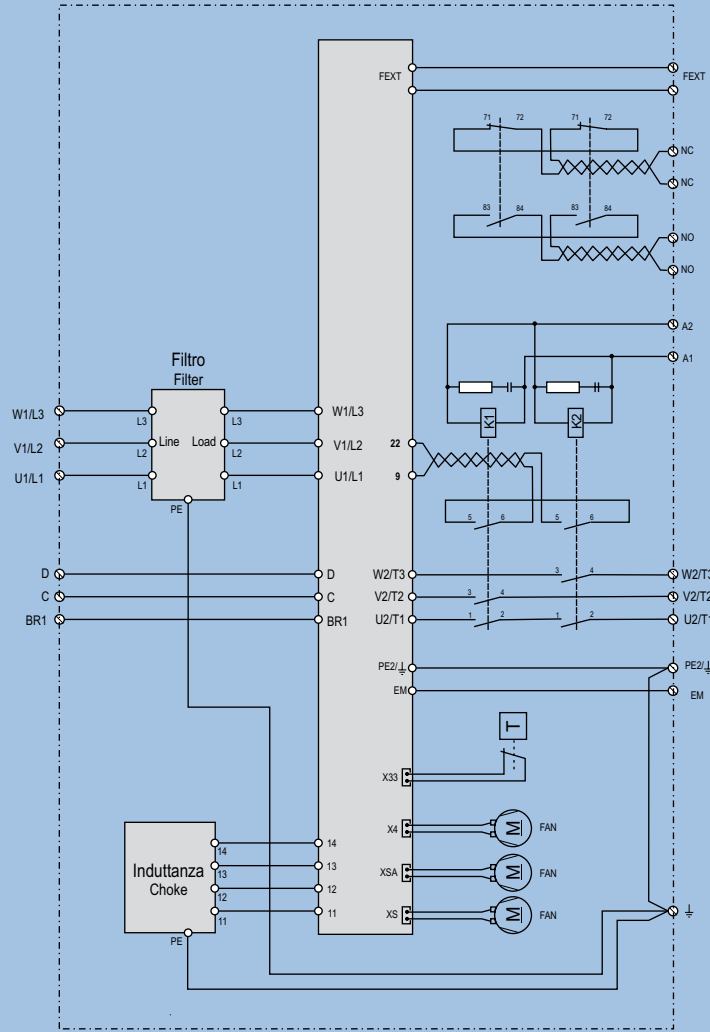 FEXT FEXT
71 72 71 72
NC
NC
83 84 83 84
NO
NO
A2
A1
Filtro
Filter
W1/L3 L3 L3 W1/L3
K1 K2
V1/L2 Line Load V1/L2 22
L2 L2
U1/L1 U1/L1 9
L1 L1
PE
5 6 5 6
D D W2/T3 3 4 W2/T3
C C V2/T2 3 4 V2/T2
BR1 BR1 U2/T1 1 2 1 2 U2/T1
PE2/ PE2/
EM EM
T
X33
X4 M FAN
14 14
13 13
Induttanza
Choke
XSA M FAN
12 12
11 11
XS M FAN
PE